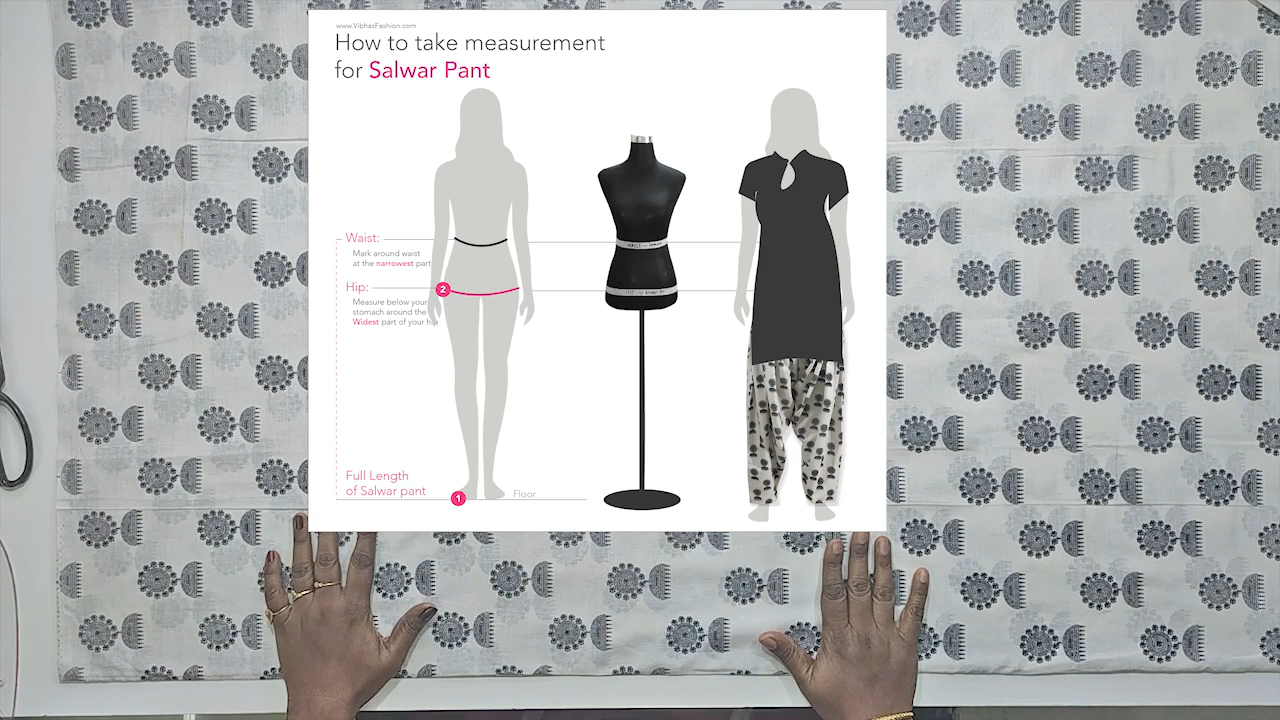 www.VibhasFashion.com
How to take measurement
for Salwar Pant
Waist:
Mark around waist
at the narrowest part
Hip:
2
Measure below your
stomach around the
Widest part of your hip
Full Length
of Salwar pant
1
Floor
WAIST
HIP